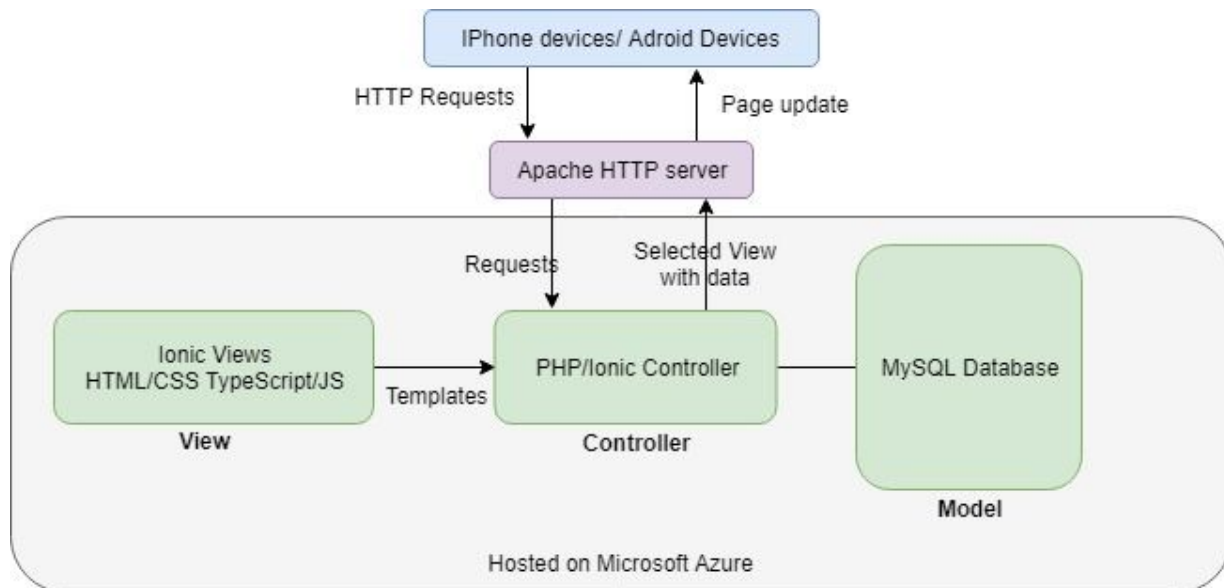 IPhone devices/ Adroid Devices
HTTP Requests
Page update
Apache HTTP server
Requests
Selected View
with data
Ionic Views
HTML/CSS TypeScript/JS
Templates
PHP/Ionic Controller
MySQL Database
View
Controller
Model
Hosted on Microsoft Azure